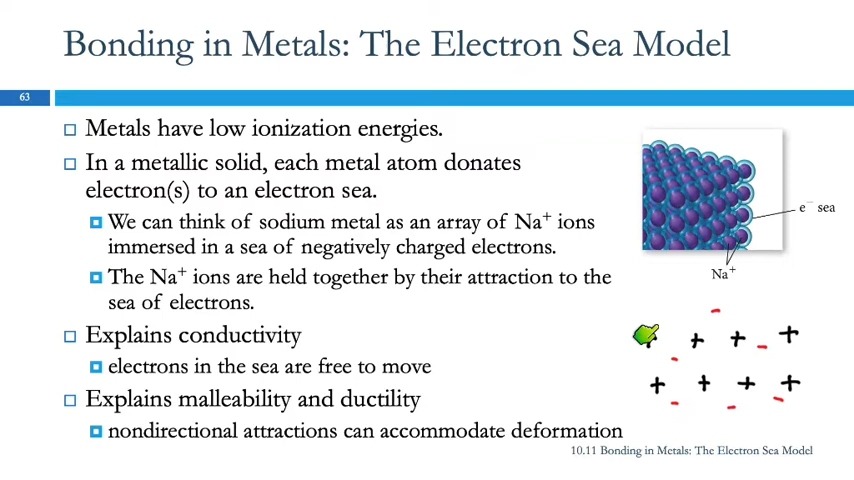 Bonding in Metals: The Electron Sea Model
63
Metals have low ionization energies.
In a metallic solid, each metal atom donates
electron(s) to an electron sea.
We can think of sodium metal as an array of Na⁺ ions
immersed in a sea of negatively charged electrons.
The Na⁺ ions are held together by their attraction to the
sea of electrons.
Explains conductivity
electrons in the sea are free to move
Explains malleability and ductility
nondirectional attractions can accommodate deformation
e⁻ sea
Na⁺
-
+ + +
- -
+ + + +
- - -
10.11 Bonding in Metals: The Electron Sea Model